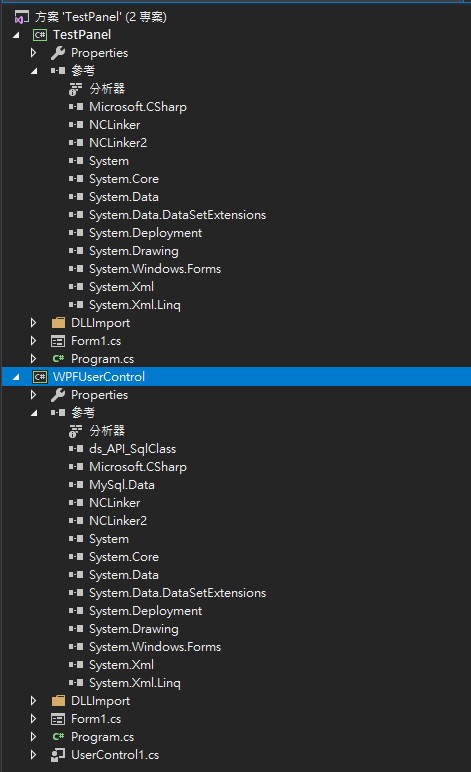 方案 'TestPanel' (2 專案)
C# TestPanel
Properties
參考
分析器
Microsoft.CSharp
NCLinker
NCLinker2
System
System.Core
System.Data
System.Data.DataSetExtensions
System.Deployment
System.Drawing
System.Windows.Forms
System.Xml
System.Xml.Linq
DLLImport
Form1.cs
C# Program.cs
C# WPFUserControl
Properties
參考
分析器
ds_API_SqlClass
Microsoft.CSharp
MySql.Data
NCLinker
NCLinker2
System
System.Core
System.Data
System.Data.DataSetExtensions
System.Deployment
System.Drawing
System.Windows.Forms
System.Xml
System.Xml.Linq
DLLImport
Form1.cs
C# Program.cs
UserControl1.cs